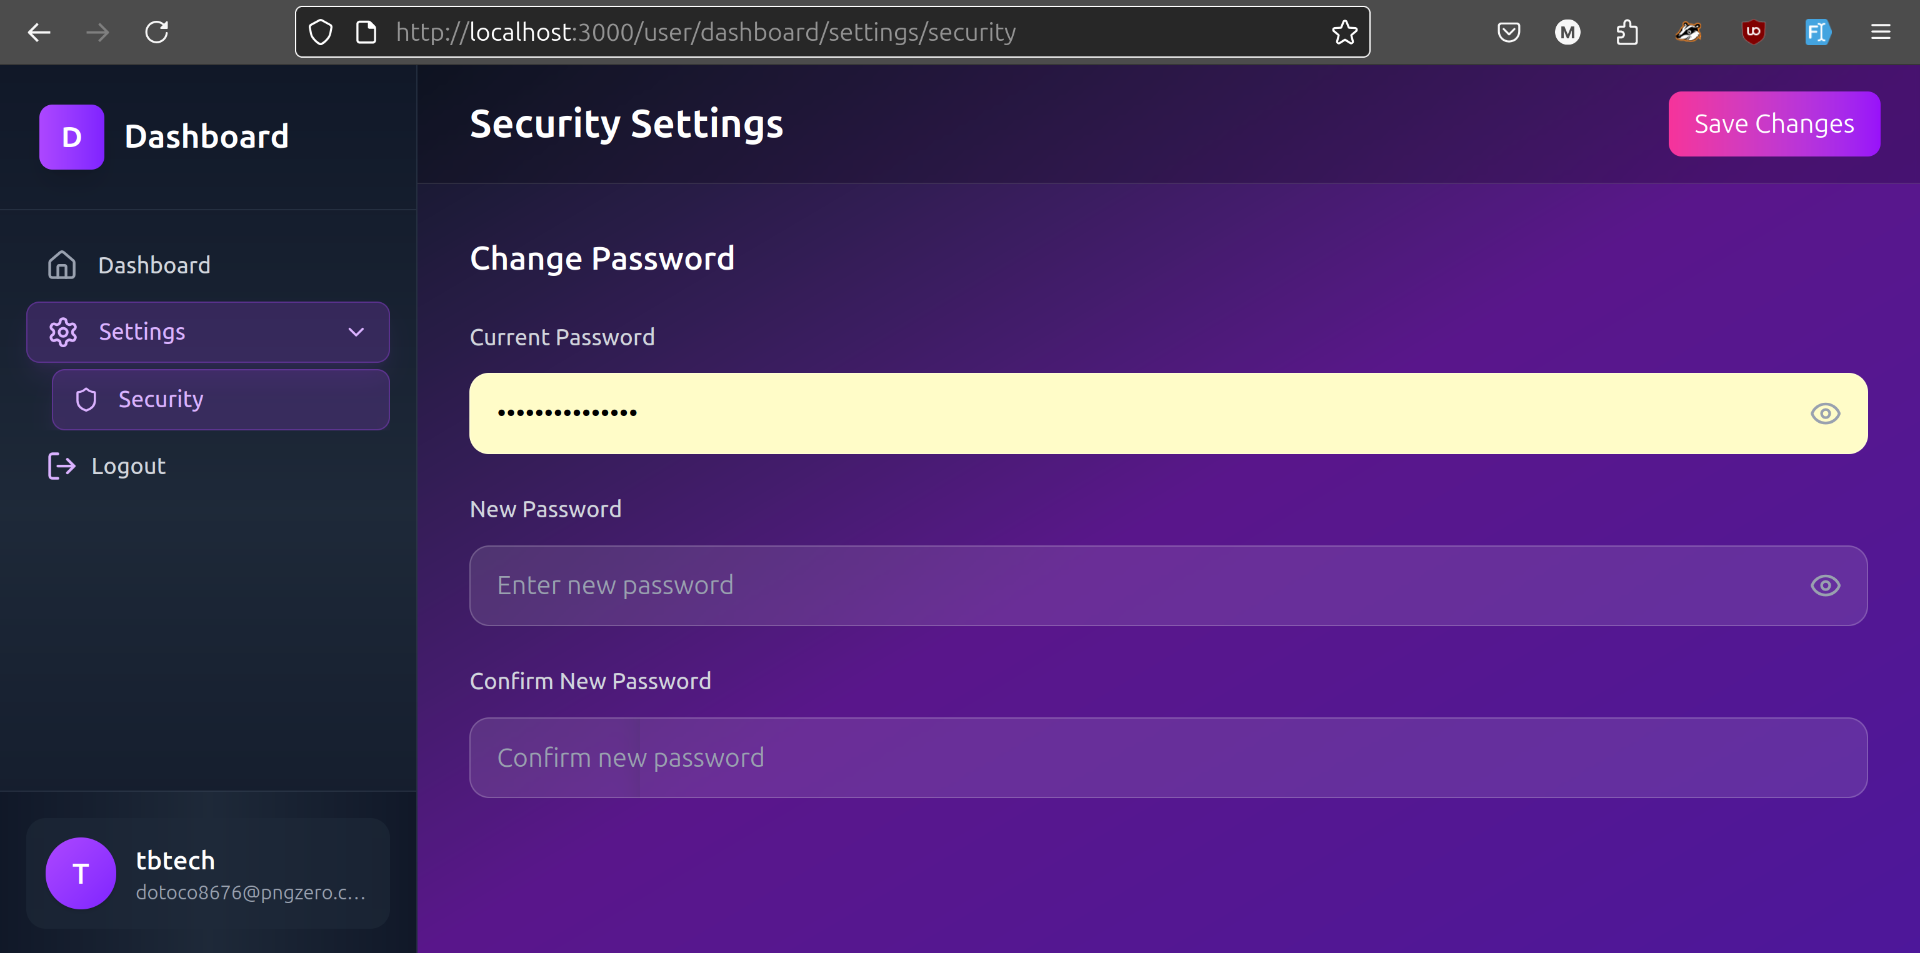 http://localhost:3000/user/dashboard/settings/security
M
UO
F
D
Dashboard
Dashboard
Settings
Security
Logout
T
tbtech
dotoco8676@pngzero.c...
Security Settings
Save Changes
Change Password
Current Password
•••••••••••••••
New Password
Enter new password
Confirm New Password
Confirm new password